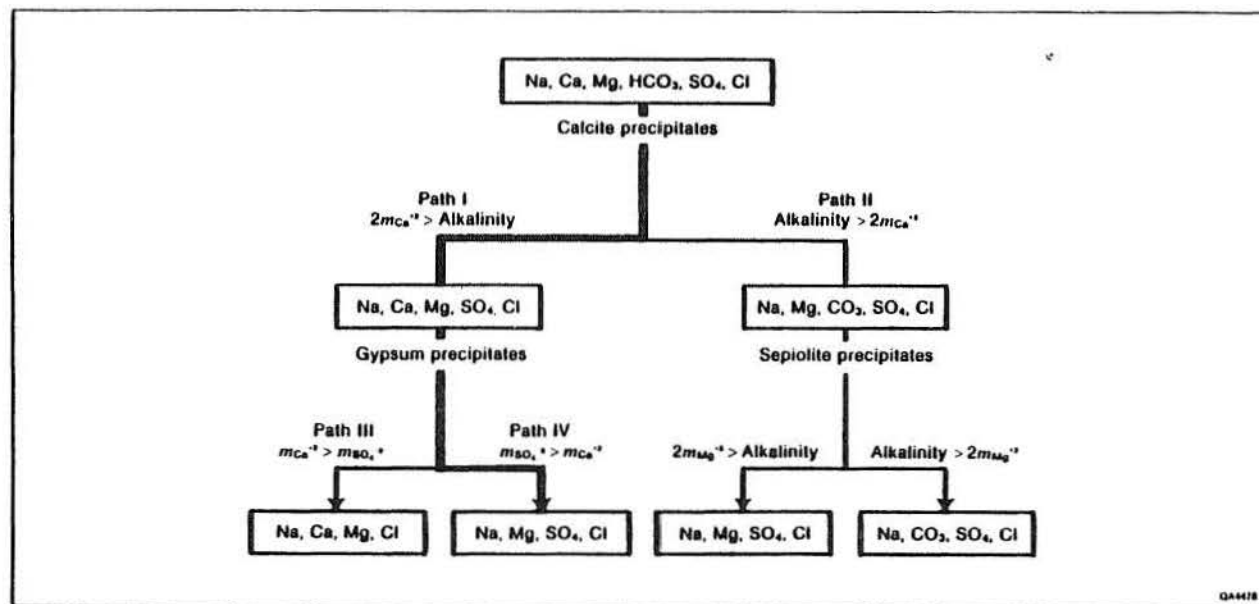 Na, Ca, Mg, HCO₃, SO₄, Cl
Calcite precipitates
Path I
2mCa⁺² > Alkalinity
Path II
Alkalinity > 2mCa⁺²
Na, Ca, Mg, SO₄, Cl
Na, Mg, CO₃, SO₄, Cl
Gypsum precipitates
Sepiolite precipitates
Path III
mCa⁺² > mSO₄⁻²
Path IV
mSO₄⁻² > mCa⁺²
2mMg⁺² > Alkalinity
Alkalinity > 2mMg⁺²
Na, Ca, Mg, Cl
Na, Mg, SO₄, Cl
Na, Mg, SO₄, Cl
Na, CO₃, SO₄, Cl